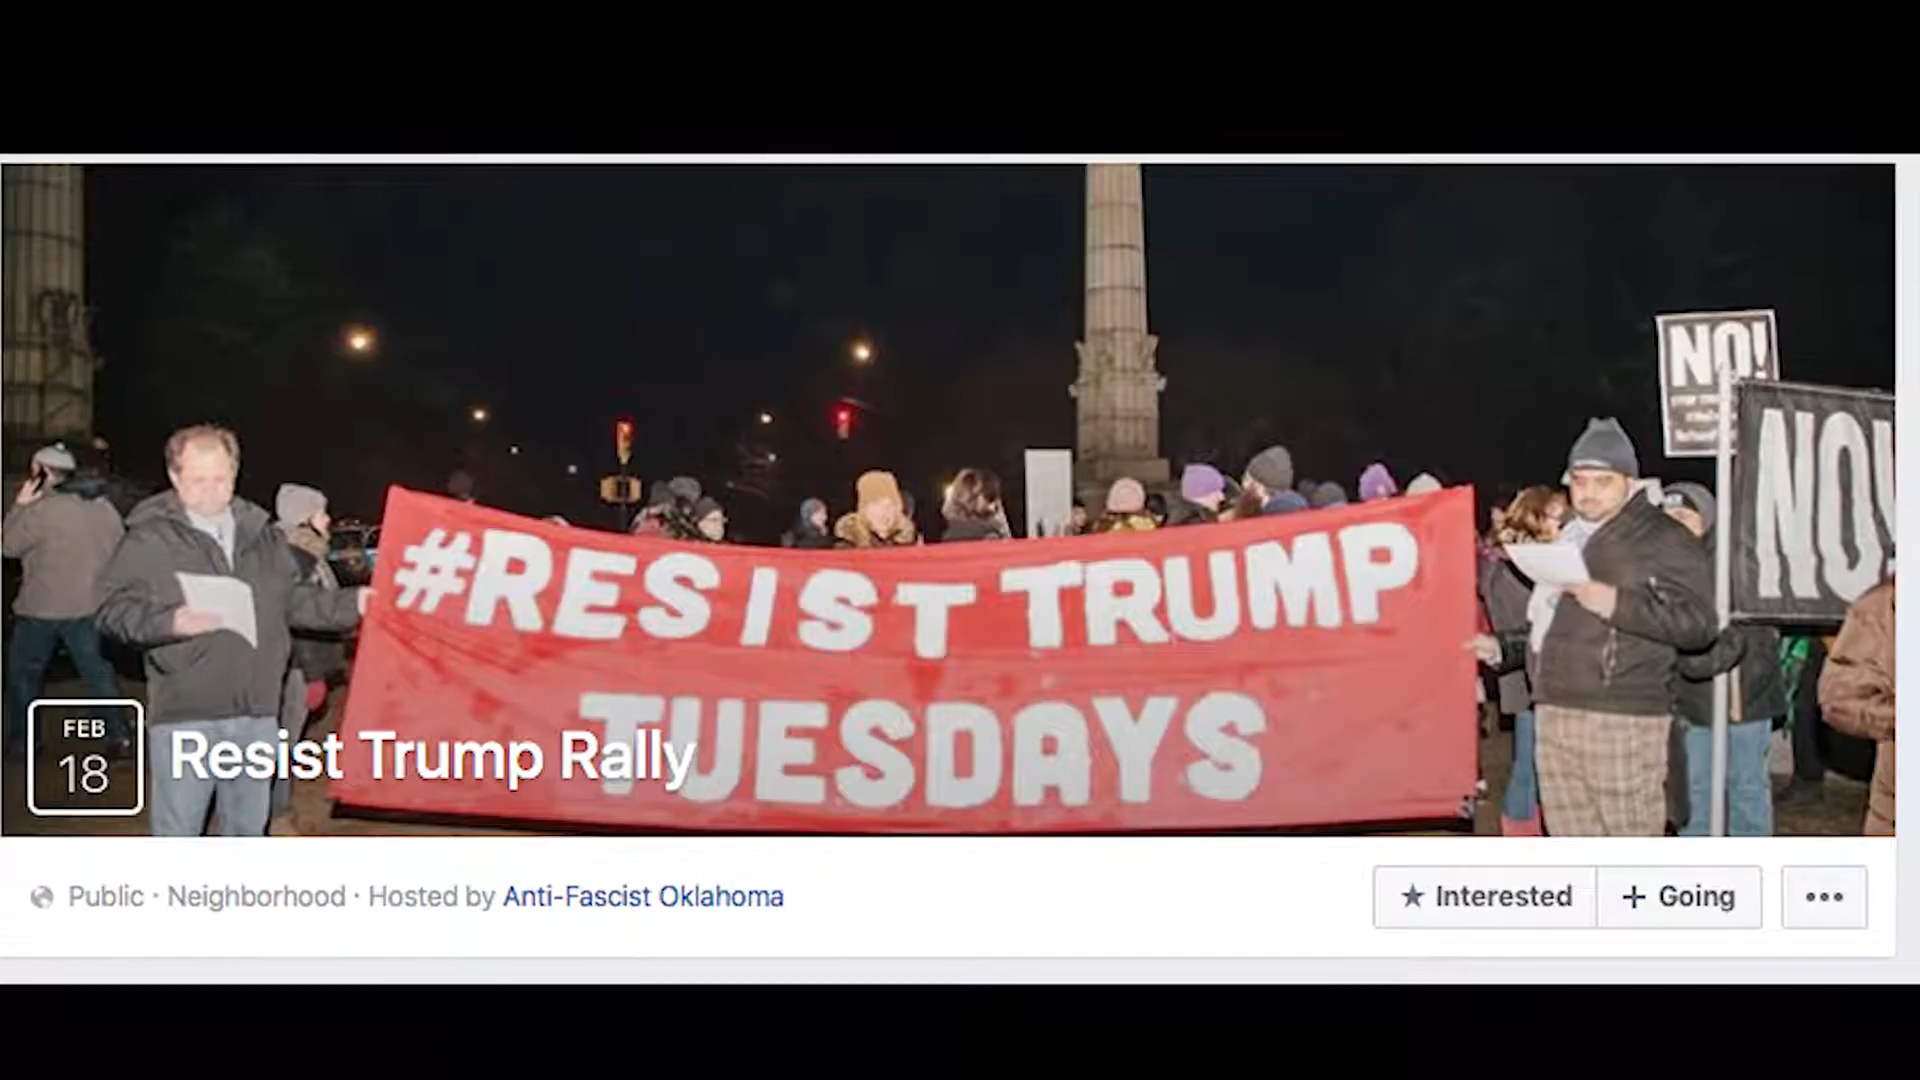 NO!
NO!
#RESIST TRUMP
TUESDAYS
FEB
18
Resist Trump Rally
Public · Neighborhood · Hosted by Anti-Fascist Oklahoma
★ Interested
+ Going